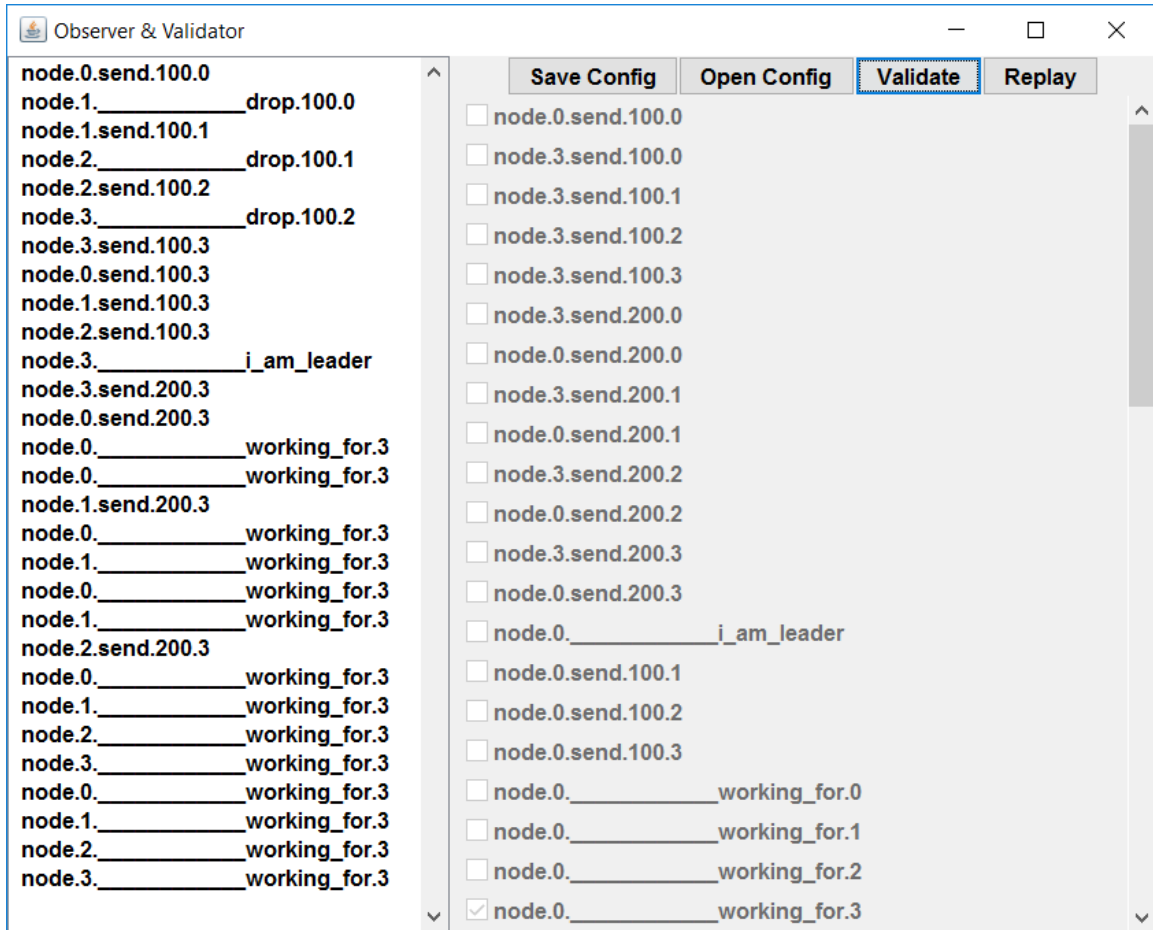 Observer & Validator
node.0.send.100.0
node.1.____________drop.100.0
node.1.send.100.1
node.2.____________drop.100.1
node.2.send.100.2
node.3.____________drop.100.2
node.3.send.100.3
node.0.send.100.3
node.1.send.100.3
node.2.send.100.3
node.3.____________i_am_leader
node.3.send.200.3
node.0.send.200.3
node.0.____________working_for.3
node.0.____________working_for.3
node.1.send.200.3
node.0.____________working_for.3
node.1.____________working_for.3
node.0.____________working_for.3
node.1.____________working_for.3
node.2.send.200.3
node.0.____________working_for.3
node.1.____________working_for.3
node.2.____________working_for.3
node.3.____________working_for.3
node.0.____________working_for.3
node.1.____________working_for.3
node.2.____________working_for.3
node.3.____________working_for.3
Save Config Open Config Validate Replay
node.0.send.100.0
node.3.send.100.0
node.3.send.100.1
node.3.send.100.2
node.3.send.100.3
node.3.send.200.0
node.0.send.200.0
node.3.send.200.1
node.0.send.200.1
node.3.send.200.2
node.0.send.200.2
node.3.send.200.3
node.0.send.200.3
node.0.____________i_am_leader
node.0.send.100.1
node.0.send.100.2
node.0.send.100.3
node.0.____________working_for.0
node.0.____________working_for.1
node.0.____________working_for.2
node.0.____________working_for.3